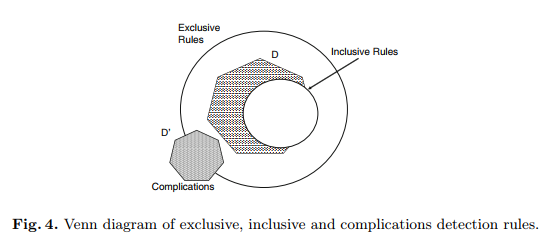 Exclusive
Rules
D
Inclusive Rules
D'
Complications
Fig. 4. Venn diagram of exclusive, inclusive and complications detection rules.